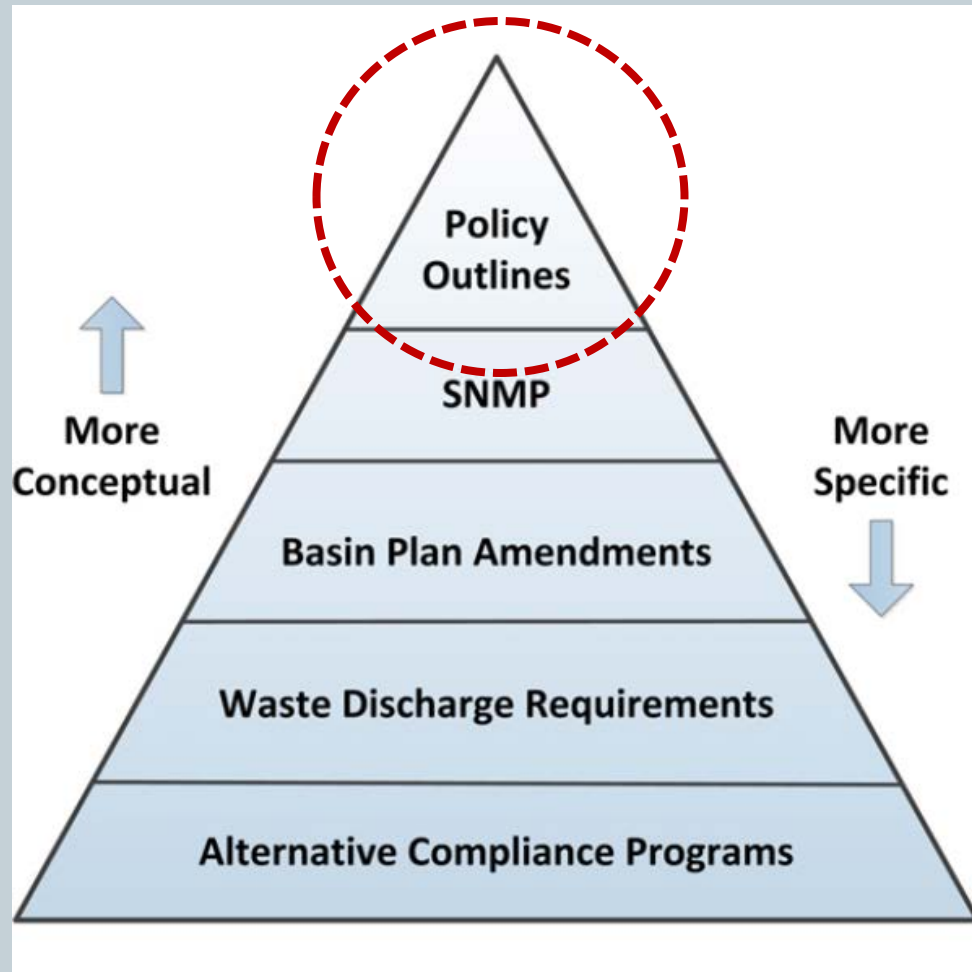 Policy
Outlines
SNMP
More
Conceptual
More
Specific
Basin Plan Amendments
Waste Discharge Requirements
Alternative Compliance Programs